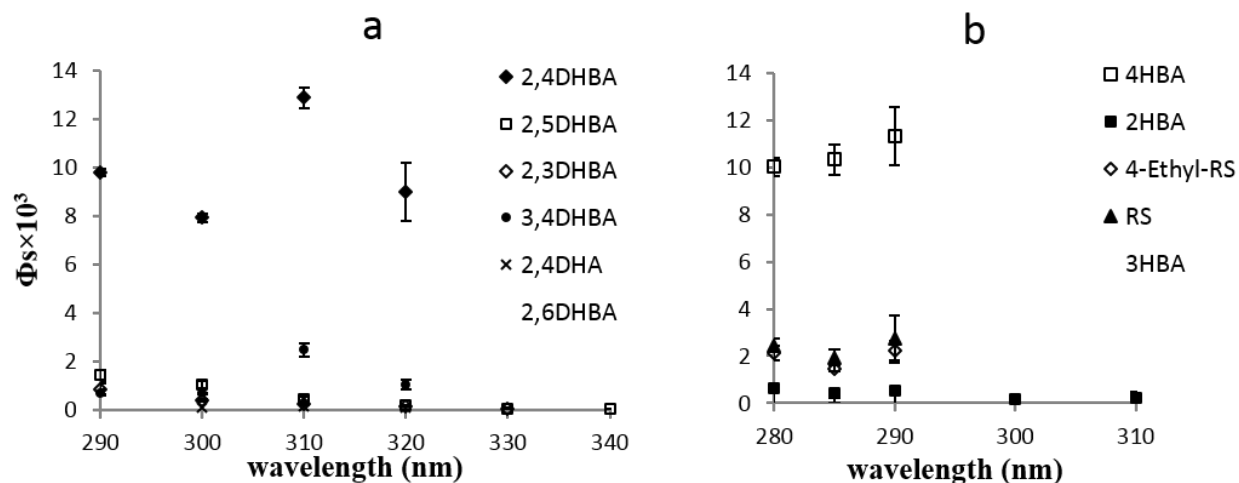 a
14
12
10
8
6
4
2
0
Φs×10³
290 300 310 320 330 340
wavelength (nm)
2,4DHBA
2,5DHBA
2,3DHBA
3,4DHBA
2,4DHA
2,6DHBA
b
14
12
10
8
6
4
2
0
280 290 300 310
wavelength (nm)
4HBA
2HBA
4-Ethyl-RS
RS
3HBA